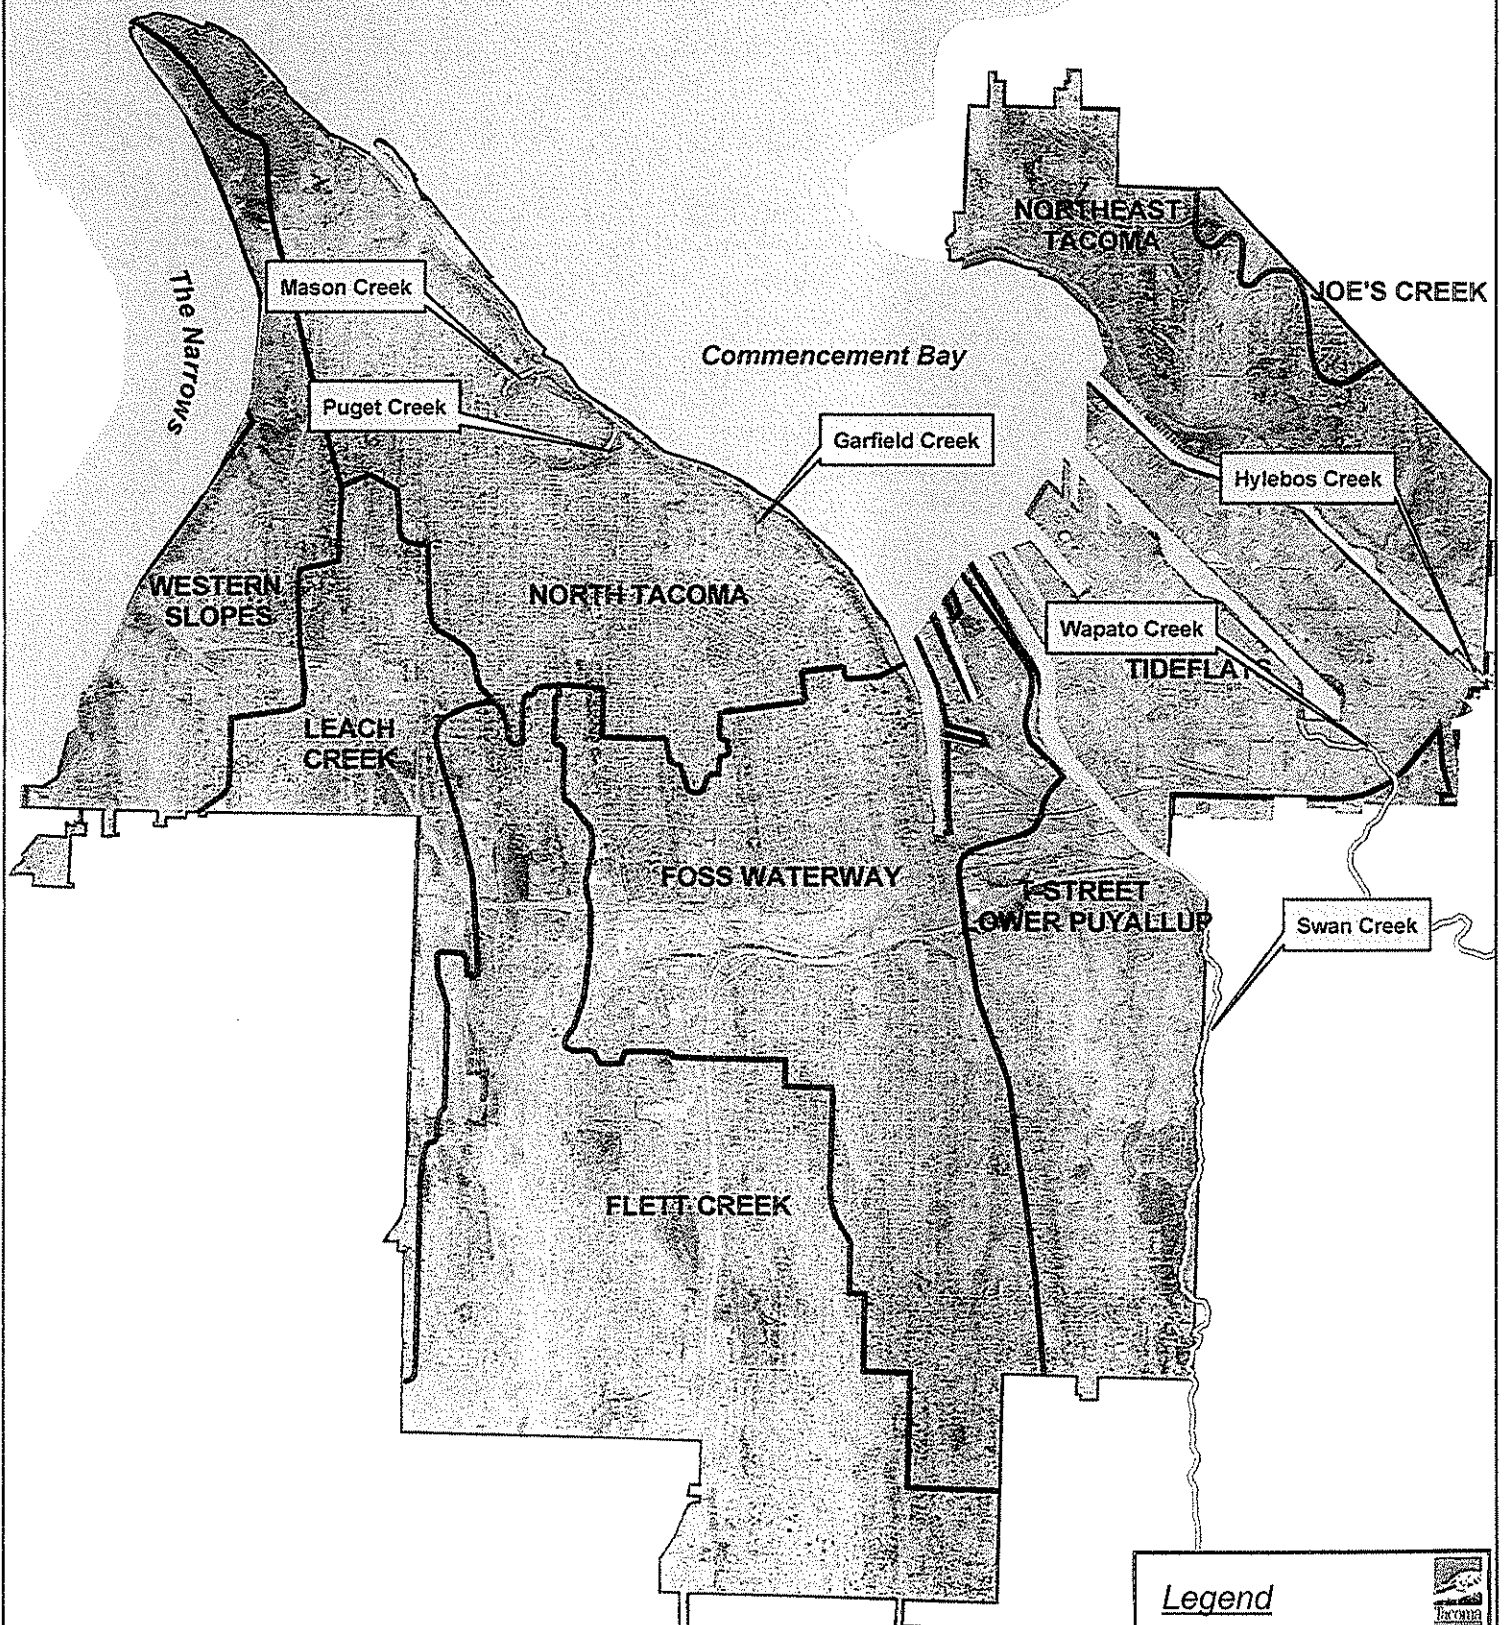 NORTHEAST
TACOMA
JOE'S CREEK
The Narrows
Mason Creek
Commencement Bay
Puget Creek
Garfield Creek
Hylebos Creek
WESTERN
SLOPES
NORTH TACOMA
Wapato Creek
TIDEFLATS
LEACH
CREEK
FOSS WATERWAY
T-STREET
LOWER PUYALLUP
Swan Creek
FLETT CREEK
Legend
Tacoma